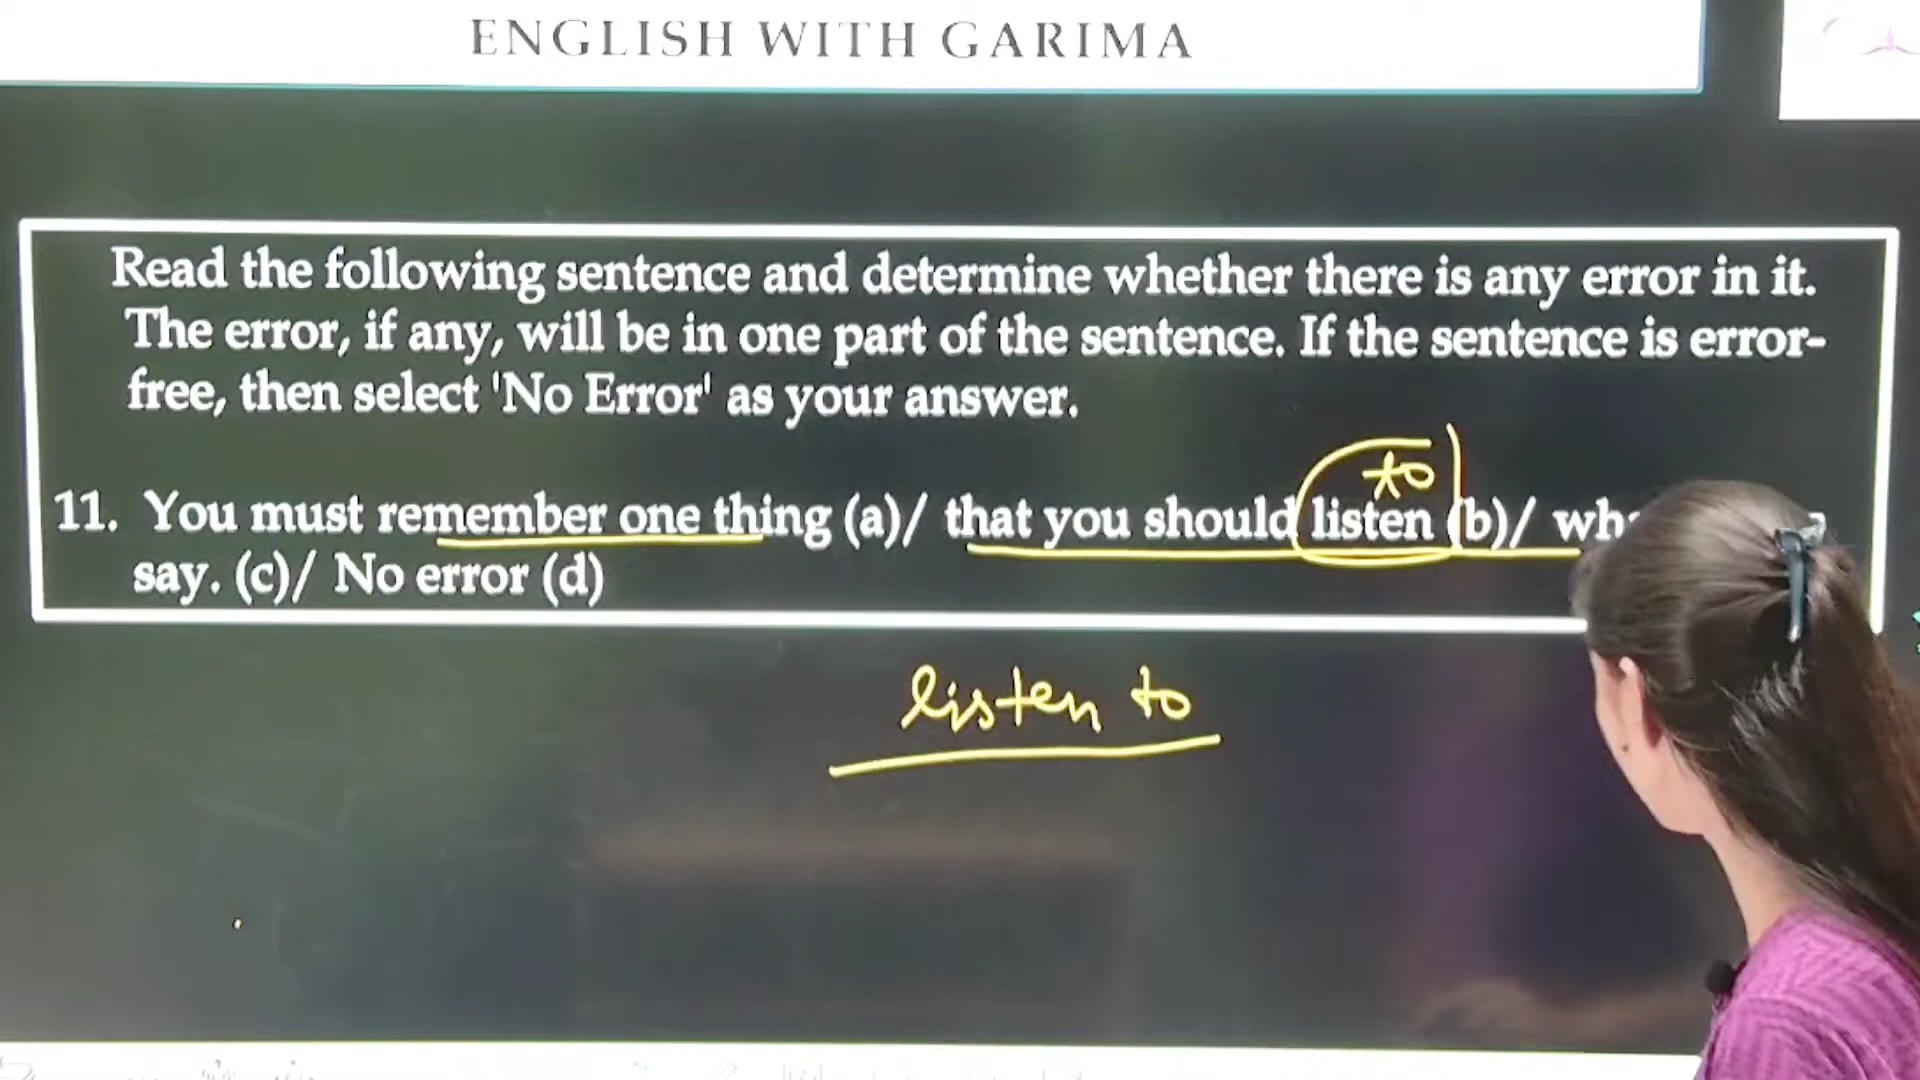 ENGLISH WITH GARIMA
Read the following sentence and determine whether there is any error in it.
The error, if any, will be in one part of the sentence. If the sentence is error-
free, then select 'No Error' as your answer.
to
11. You must remember one thing (a)/ that you should listen (b)/
say. (c)/ No error (d)
listen to